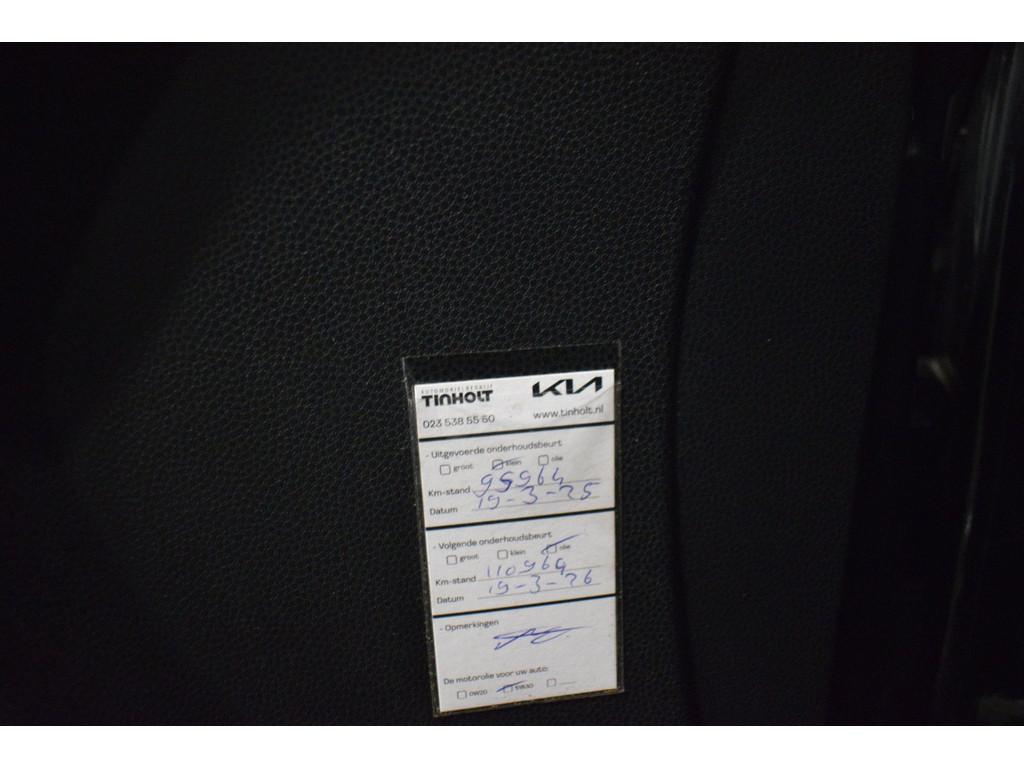 AUTOMOBIELBEDRIJF
TINHOLT KIA
023 538 55 50 www.tinholt.nl
- Uitgevoerde onderhoudsbeurt
groot klein olie
Km-stand 95964
Datum 19-3-25
- Volgende onderhoudsbeurt
groot klein olie
Km-stand 110964
Datum 19-3-26
- Opmerkingen
De motorolie voor uw auto:
0W20 5W30